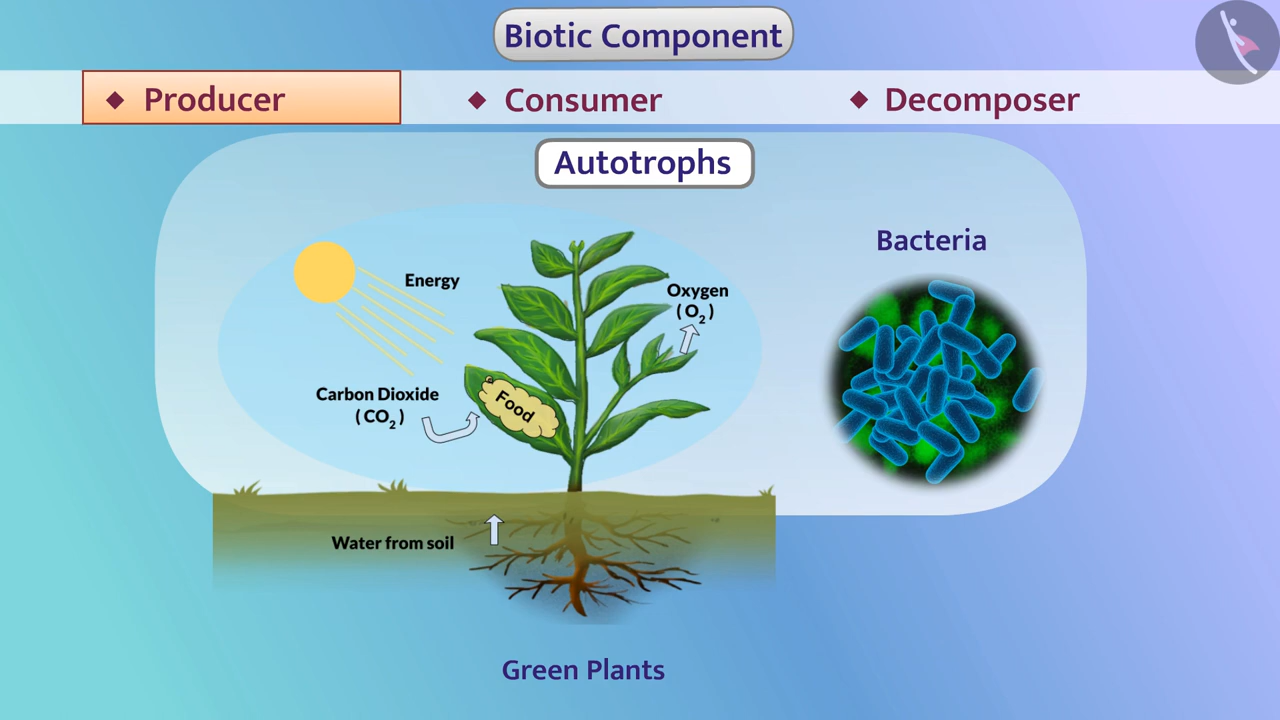 Biotic Component
◆ Producer
◆ Consumer
◆ Decomposer
Autotrophs
Bacteria
Energy
Oxygen
(O₂)
Carbon Dioxide
(CO₂)
Food
Water from soil
Green Plants